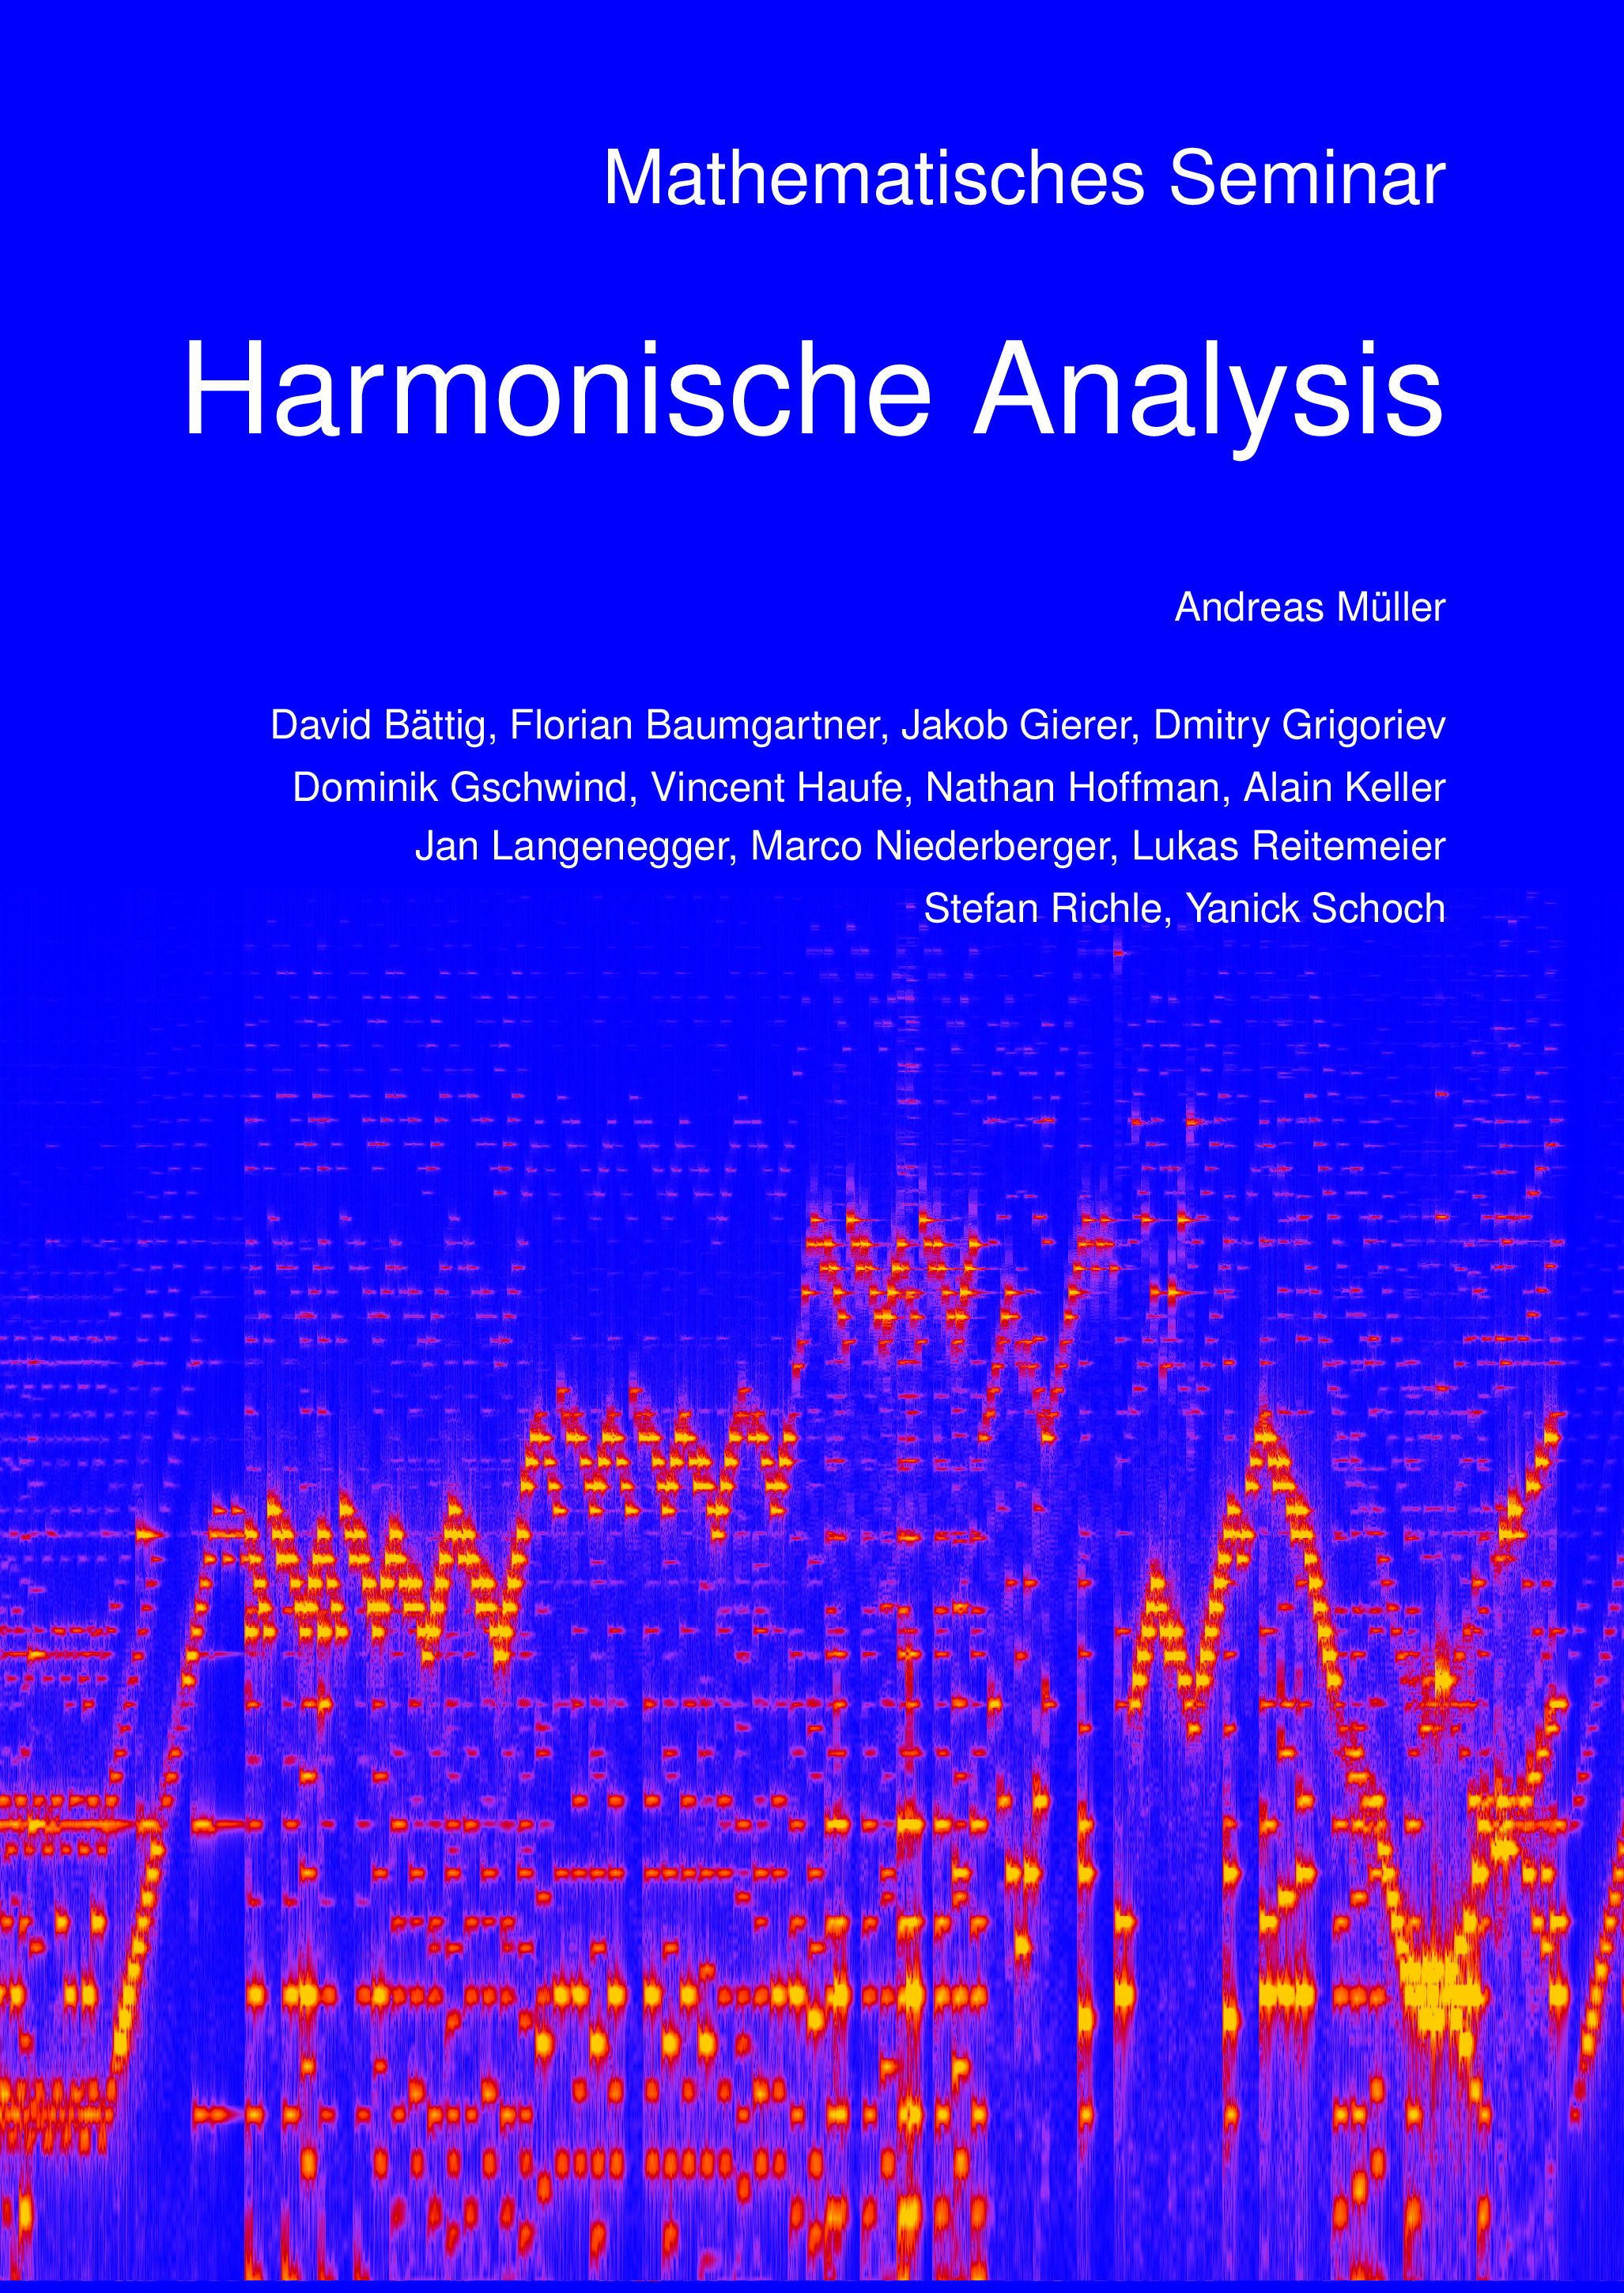 Mathematisches Seminar
Harmonische Analysis
Andreas Müller
David Bättig, Florian Baumgartner, Jakob Gierer, Dmitry Grigoriev
Dominik Gschwind, Vincent Haufe, Nathan Hoffman, Alain Keller
Jan Langenegger, Marco Niederberger, Lukas Reitemeier
Stefan Richle, Yanick Schoch